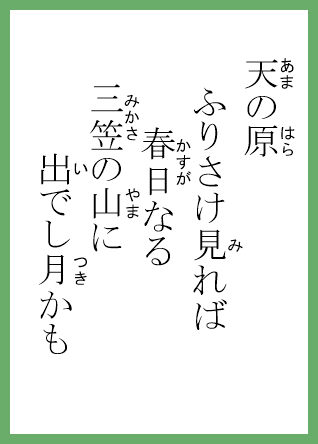 天の原
ふりさけ見れば
春日なる
三笠の山に
出でし月かも
あま
はら
み
かすが
みかさ
やま
い
つき